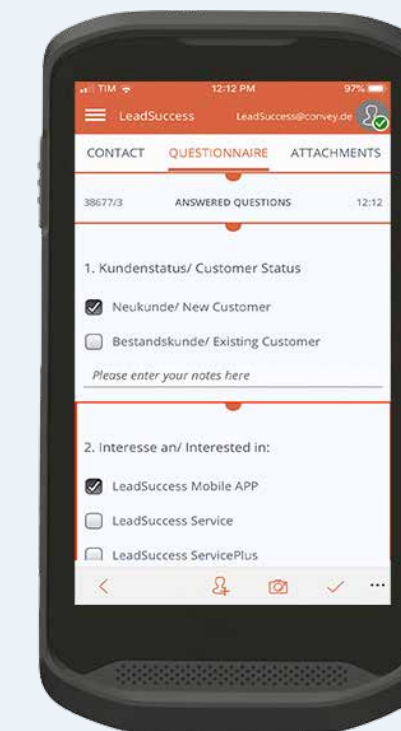 TIM 12:12 PM 97%
LeadSuccess LeadSuccess@convey.de
CONTACT QUESTIONNAIRE ATTACHMENTS
38677/3 ANSWERED QUESTIONS 12:12
1. Kundenstatus/ Customer Status
Neukunde/ New Customer
Bestandskunde/ Existing Customer
Please enter your notes here
2. Interesse an/ Interested in:
LeadSuccess Mobile APP
LeadSuccess Service
LeadSuccess ServicePlus